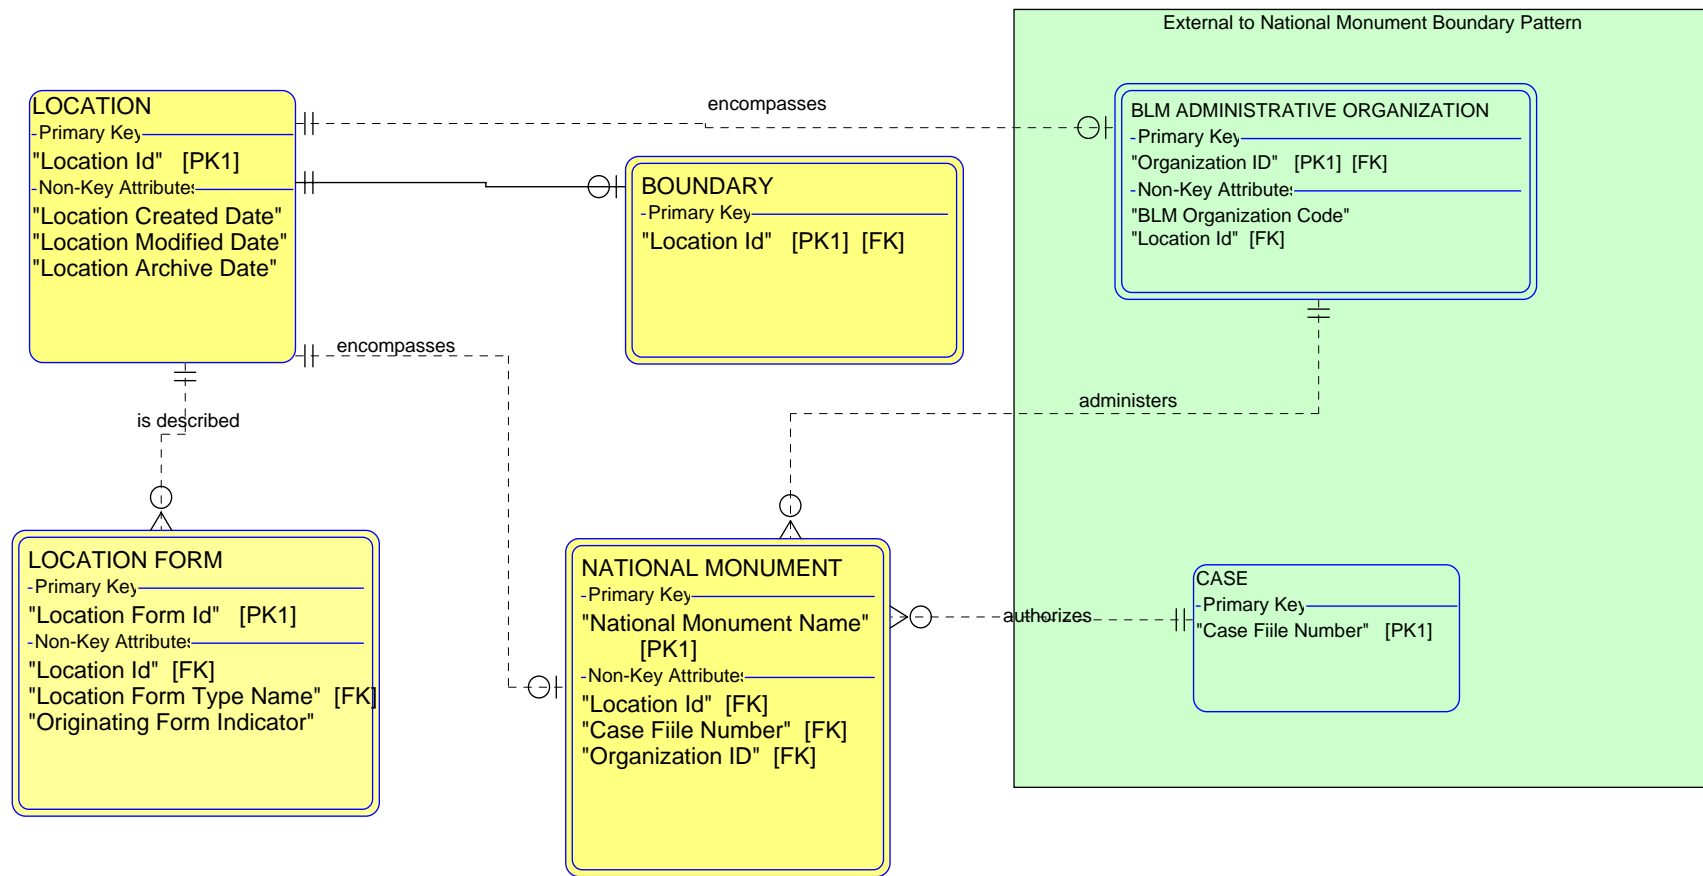 External to National Monument Boundary Pattern
LOCATION
Primary Key
"Location Id" [PK1]
Non-Key Attributes
"Location Created Date"
"Location Modified Date"
"Location Archive Date"
encompasses
BLM ADMINISTRATIVE ORGANIZATION
Primary Key
"Organization ID" [PK1] [FK]
Non-Key Attributes
"BLM Organization Code"
"Location Id" [FK]
BOUNDARY
Primary Key
"Location Id" [PK1] [FK]
encompasses
is described
administers
LOCATION FORM
Primary Key
"Location Form Id" [PK1]
Non-Key Attributes
"Location Id" [FK]
"Location Form Type Name" [FK]
"Originating Form Indicator"
NATIONAL MONUMENT
Primary Key
"National Monument Name"
[PK1]
Non-Key Attributes
"Location Id" [FK]
"Case Fiile Number" [FK]
"Organization ID" [FK]
authorizes
CASE
Primary Key
"Case Fiile Number" [PK1]